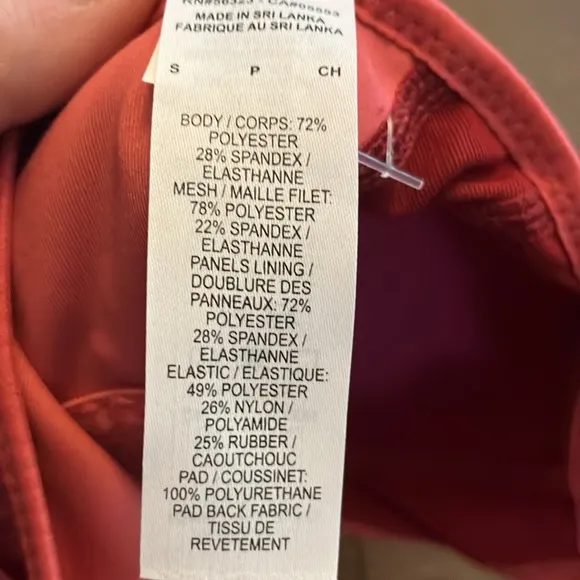 MADE IN SRI LANKA
FABRIQUE AU SRI LANKA
S P CH
BODY / CORPS: 72%
POLYESTER
28% SPANDEX /
ELASTHANNE
MESH / MAILLE FILET:
78% POLYESTER
22% SPANDEX /
ELASTHANNE
PANELS LINING /
DOUBLURE DES
PANNEAUX: 72%
POLYESTER
28% SPANDEX /
ELASTHANNE
ELASTIC / ELASTIQUE:
49% POLYESTER
26% NYLON /
POLYAMIDE
25% RUBBER /
CAOUTCHOUC
PAD / COUSSINET:
100% POLYURETHANE
PAD BACK FABRIC /
TISSU DE
REVETEMENT